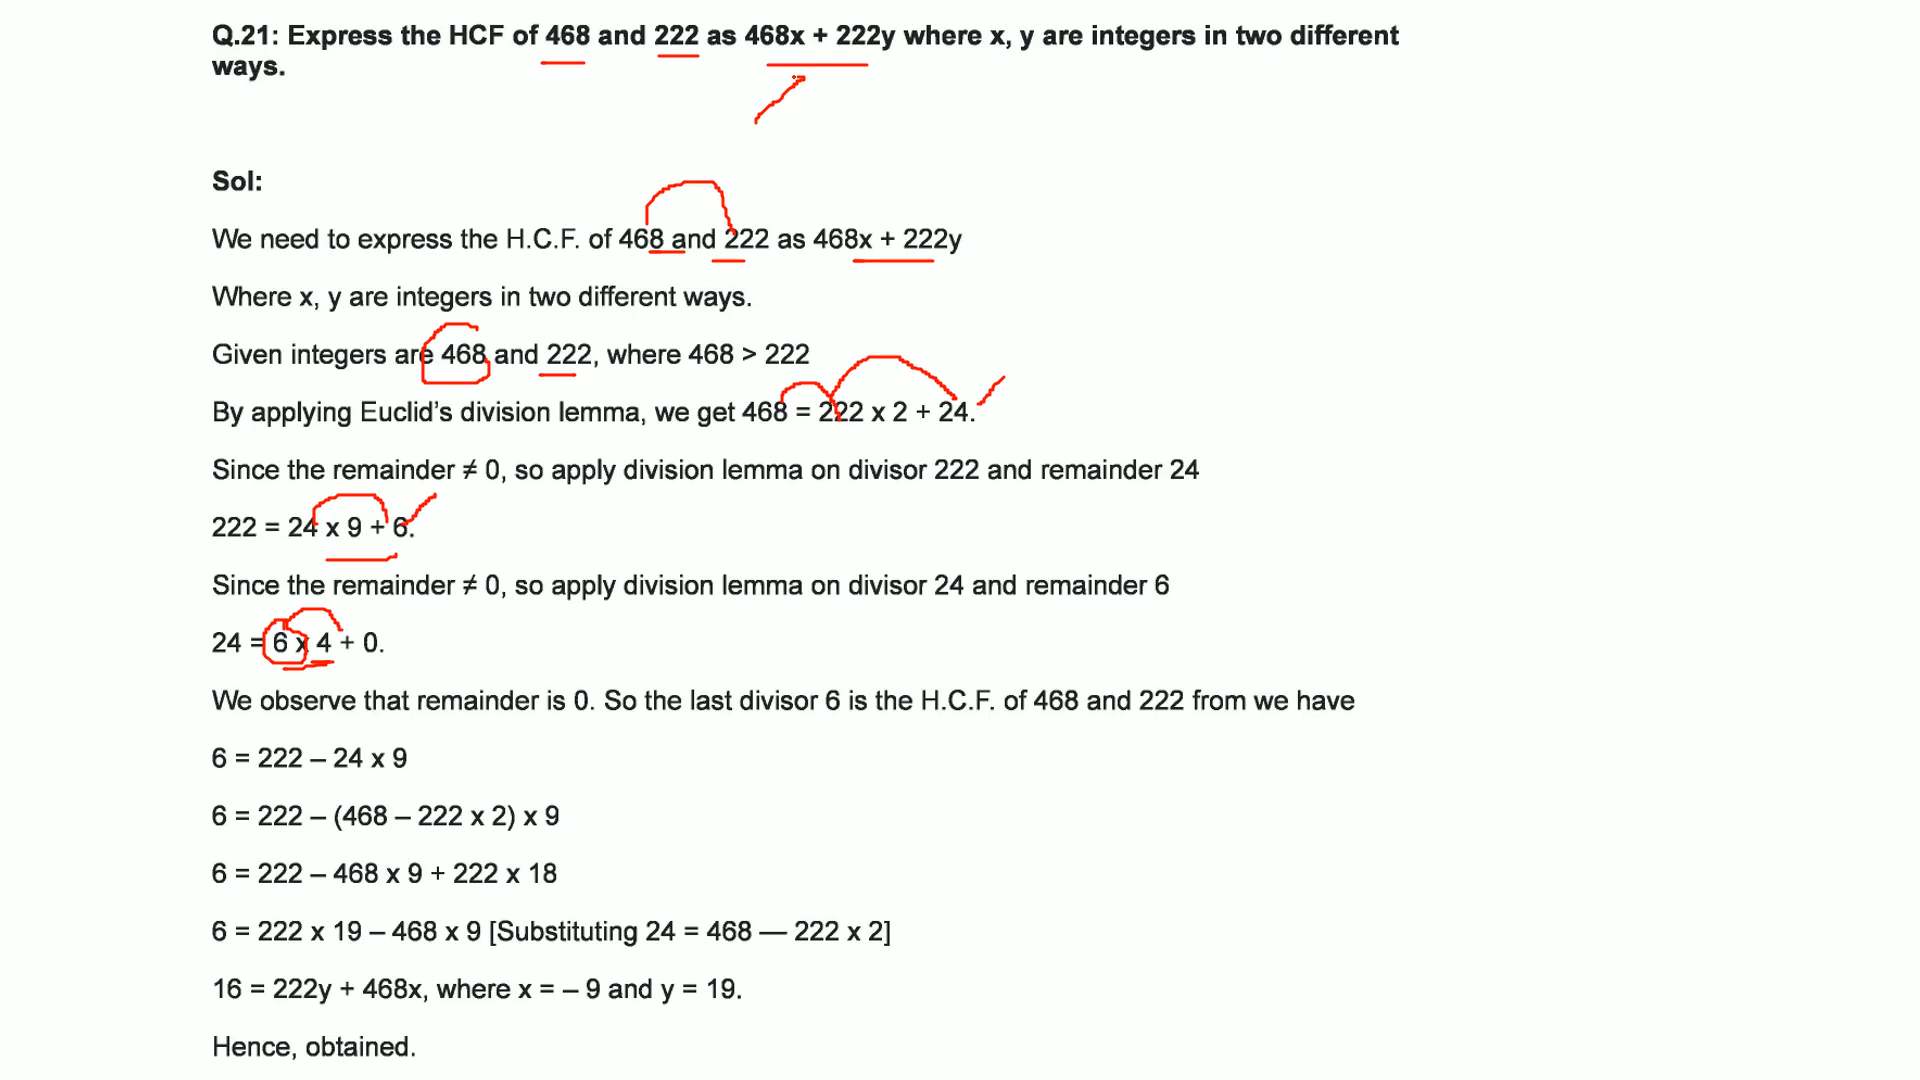 Q.21: Express the HCF of 468 and 222 as 468x + 222y where x, y are integers in two different
ways.
Sol:
We need to express the H.C.F. of 468 and 222 as 468x + 222y
Where x, y are integers in two different ways.
Given integers are 468 and 222, where 468 > 222
By applying Euclid’s division lemma, we get 468 = 222 x 2 + 24.
Since the remainder ≠ 0, so apply division lemma on divisor 222 and remainder 24
222 = 24 x 9 + 6.
Since the remainder ≠ 0, so apply division lemma on divisor 24 and remainder 6
24 = 6 x 4 + 0.
We observe that remainder is 0. So the last divisor 6 is the H.C.F. of 468 and 222 from we have
6 = 222 – 24 x 9
6 = 222 – (468 – 222 x 2) x 9
6 = 222 – 468 x 9 + 222 x 18
6 = 222 x 19 – 468 x 9 [Substituting 24 = 468 — 222 x 2]
16 = 222y + 468x, where x = – 9 and y = 19.
Hence, obtained.